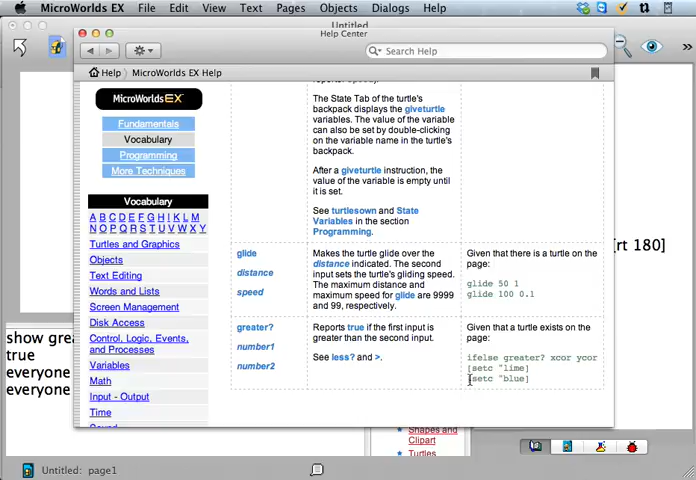 MicroWorlds EX File Edit View Text Pages Objects Dialogs Help
Untitled
Help Center
Search Help
Help › MicroWorlds EX Help
MicroWorlds EX
Fundamentals
Vocabulary
Programming
More Techniques
Vocabulary
A B C D E F G H I K L M
N O P Q R S T U V W X Y
Turtles and Graphics
Objects
Text Editing
Words and Lists
Screen Management
Disk Access
Control, Logic, Events,
and Processes
Variables
Math
Input - Output
Time
The State Tab of the turtle's
backpack displays the giveturtle
variables. The value of the variable
can also be set by double-clicking
on the variable name in the turtle's
backpack.
After a giveturtle instruction, the
value of the variable is empty until
it is set.
See turtlesown and State
Variables in the section
Programming.
glide
distance
speed
Makes the turtle glide over the
distance indicated. The second
input sets the turtle's gliding speed.
The maximum distance and
maximum speed for glide are 9999
and 99, respectively.
Given that there is a turtle on the
page:
glide 50 1
glide 100 0.1
greater?
number1
number2
Reports true if the first input is
greater than the second input.
See less? and >.
Given that a turtle exists on the
page:
ifelse greater? xcor ycor
[setc "lime]
[setc "blue]
[rt 180]
show grea
true
everyone
everyone
Shapes and
Clipart
Turtles
Untitled: page1